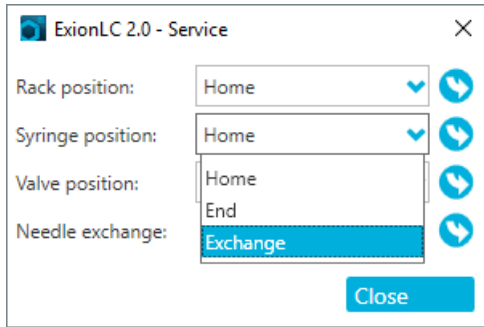 ExionLC 2.0 - Service
Rack position: Home
Syringe position: Home
Home
Valve position:
End
Needle exchange:
Exchange
Close